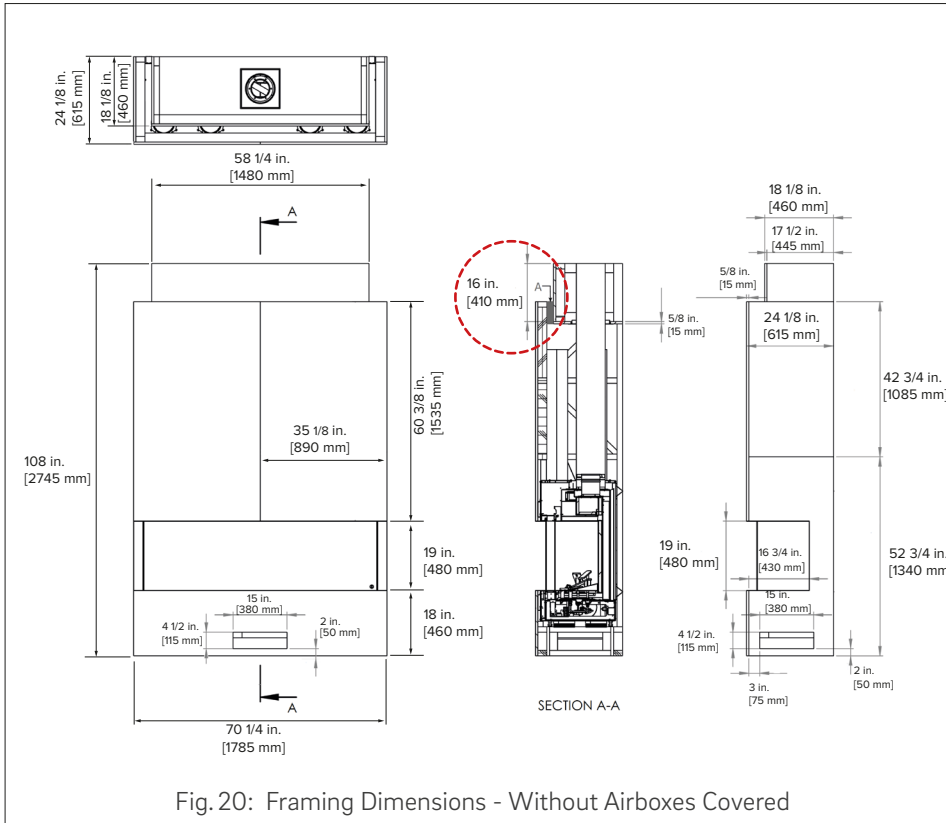 24 1/8 in.
[615 mm]
18 1/8 in.
[460 mm]
58 1/4 in.
[1480 mm]
A
108 in.
[2745 mm]
60 3/8 in.
[1535 mm]
35 1/8 in.
[890 mm]
19 in.
[480 mm]
15 in.
[380 mm]
4 1/2 in.
[115 mm]
2 in.
[50 mm]
18 in.
[460 mm]
A
70 1/4 in.
[1785 mm]
16 in.
[410 mm]
A
5/8 in.
[15 mm]
SECTION A-A
18 1/8 in.
[460 mm]
17 1/2 in.
[445 mm]
5/8 in.
[15 mm]
24 1/8 in.
[615 mm]
42 3/4 in.
[1085 mm]
19 in.
[480 mm]
16 3/4 in.
[430 mm]
52 3/4 in.
[1340 mm]
15 in.
[380 mm]
4 1/2 in.
[115 mm]
2 in.
[50 mm]
3 in.
[75 mm]
Fig. 20: Framing Dimensions - Without Airboxes Covered